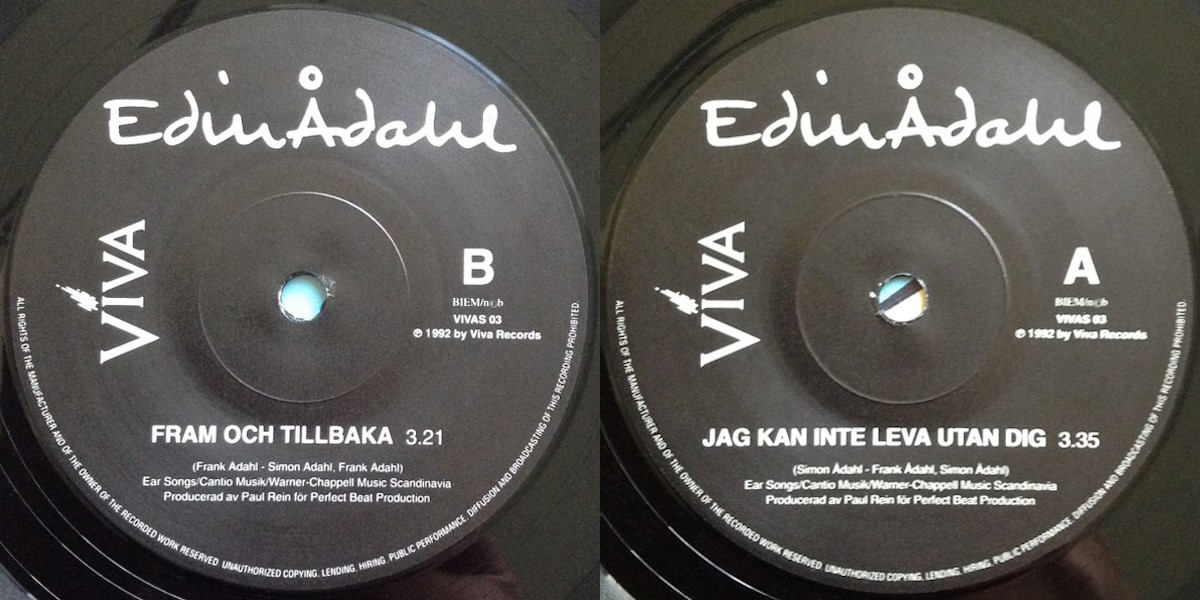 Edin Ådahl
VIVA
B
BIEM/n©b
VIVAS 03
℗ 1992 by Viva Records
FRAM OCH TILLBAKA 3.21
(Frank Ådahl - Simon Ådahl, Frank Ådahl)
Ear Songs/Cantio Musik/Warner-Chappell Music Scandinavia
Producerad av Paul Rein för Perfect Beat Production
ALL RIGHTS OF THE MANUFACTURER AND OF THE OWNER OF THE RECORDED WORK RESERVED. UNAUTHORIZED COPYING, LENDING, HIRING, PUBLIC PERFORMANCE, DIFFUSION AND BROADCASTING OF THIS RECORDING PROHIBITED.
Edin Ådahl
VIVA
A
BIEM/n©b
VIVAS 03
℗ 1992 by Viva Records
JAG KAN INTE LEVA UTAN DIG 3.35
(Simon Ådahl - Frank Ådahl, Simon Ådahl)
Ear Songs/Cantio Musik/Warner-Chappell Music Scandinavia
Producerad av Paul Rein för Perfect Beat Production
ALL RIGHTS OF THE MANUFACTURER AND OF THE OWNER OF THE RECORDED WORK RESERVED. UNAUTHORIZED COPYING, LENDING, HIRING, PUBLIC PERFORMANCE, DIFFUSION AND BROADCASTING OF THIS RECORDING PROHIBITED.